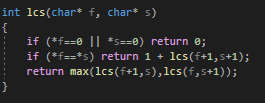 int lcs(char* f, char* s)
{
    if (*f==0 || *s==0) return 0;
    if (*f==*s) return 1 + lcs(f+1,s+1);
    return max(lcs(f+1,s),lcs(f,s+1));
}